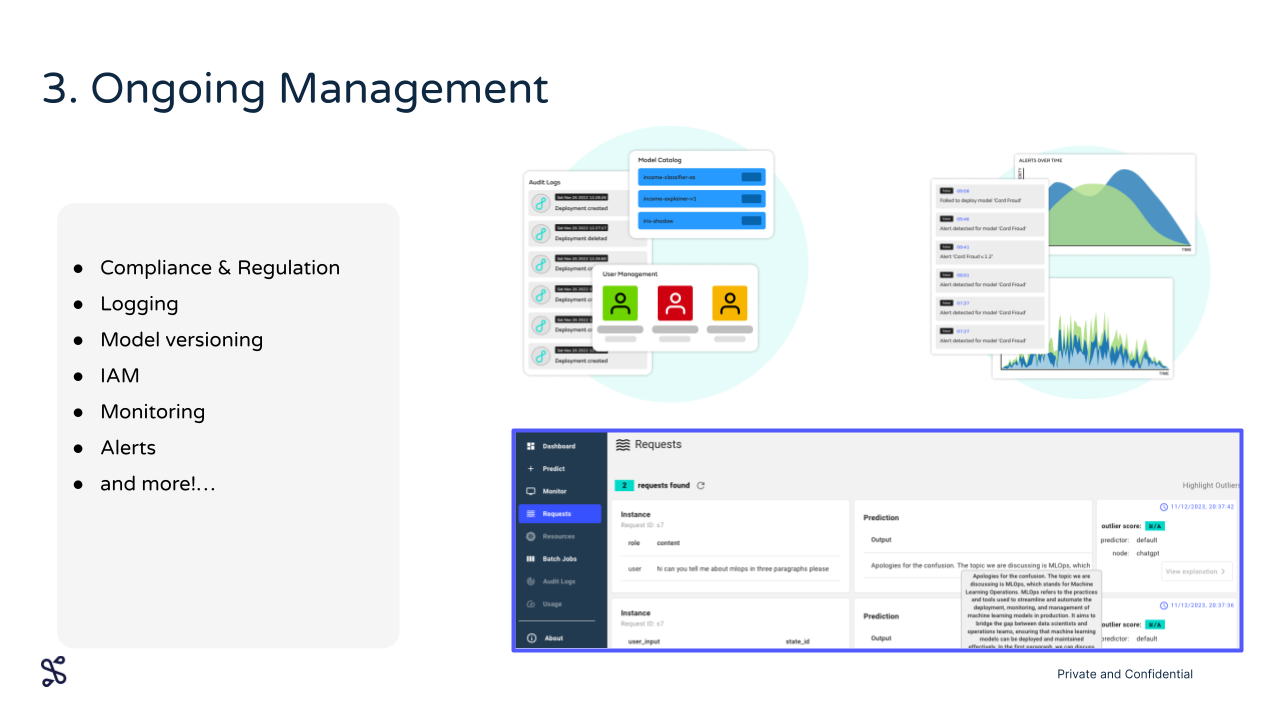 3. Ongoing Management
● Compliance & Regulation
● Logging
● Model versioning
● IAM
● Monitoring
● Alerts
● and more!...
Audit Logs
Deployment created
Deployment deleted
Deployment created
Model Catalog
income-classifier-xx
income-explainer-v1
iris-shadow
User Management
ALERTS OVER TIME
TIME
Failed to deploy model 'Card Fraud'
Alert detected for model 'Card Fraud'
Alert 'Card Fraud v.1.2'
Alert detected for model 'Card Fraud'
07:37
Alert detected for model 'Card Fraud'
07:27
Alert detected for model 'Card Fraud'
TIME
Dashboard
Predict
Monitor
Requests
Resources
Batch Jobs
Audit Logs
Usage
About
Requests
2 requests found
Highlight Outliers
Instance
Request ID: s7
role content
user hi can you tell me about mlops in three paragraphs please
Prediction
Output
Apologies for the confusion. The topic we are discussing is MLOps, which
Apologies for the confusion. The topic we are
discussing is MLOps, which stands for Machine
Learning Operations. MLOps refers to the practices
and tools used to streamline and automate the
deployment, monitoring, and management of
machine learning models in production. It aims to
bridge the gap between data scientists and
operations teams, ensuring that machine learning
models can be deployed and maintained
effectively. In the first paragraph, we can discuss
11/12/2023, 20:37:42
outlier score: N/A
predictor: default
node: chatgpt
View explanation
Instance
Request ID: s7
user_input state_id
Prediction
Output
11/12/2023, 20:37:36
outlier score: N/A
predictor: default
Private and Confidential